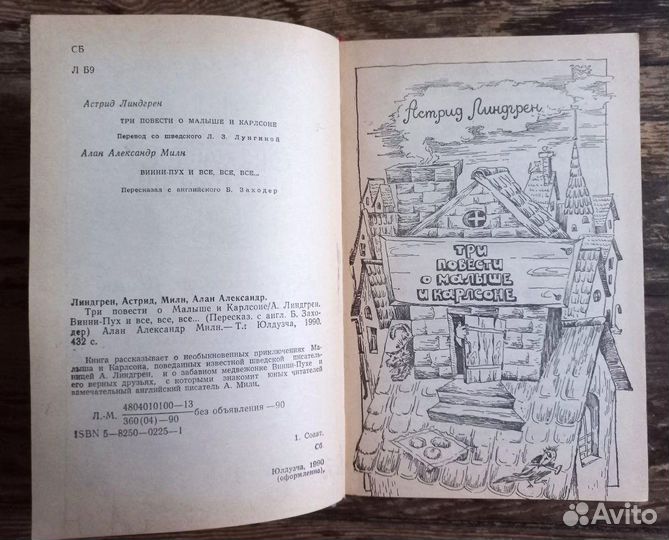 СБ
Л Б9
Астрид Линдгрен
ТРИ ПОВЕСТИ О МАЛЫШЕ И КАРЛСОНЕ
Перевод со шведского Л. З. Лунгиной
Алан Александр Милн
ВИННИ-ПУХ И ВСЕ, ВСЕ, ВСЕ...
Пересказал с английского Б. Заходер
Линдгрен, Астрид, Милн, Алан Александр.
Три повести о Малыше и Карлсоне/А. Линдгрен.
Винни-Пух и все, все, все... (Пересказ. с англ. Б. Захо-
дер) Алан Александр Милн.— Т.: Юлдузча, 1990.
432 с.
Книга рассказывает о необыкновенных приключениях Ма-
лыша и Карлсона, поведанных известной шведской писатель-
ницей А. Линдгрен, и о забавном медвежонке Винни-Пухе и
его верных друзьях, с которыми знакомит юных читателей
замечательный английский писатель А. Милн.
Л.-М. 4804010100—13
360(04)—90 без объявления —90
ISBN 5—8250—0225—1
1. Соавт.
Сб
Юлдузча, 1990
(оформление),
Астрид Линдгрен
ТРИ
ПОВЕСТИ
О МАЛЫШЕ
И КАРЛСОНЕ
Avito